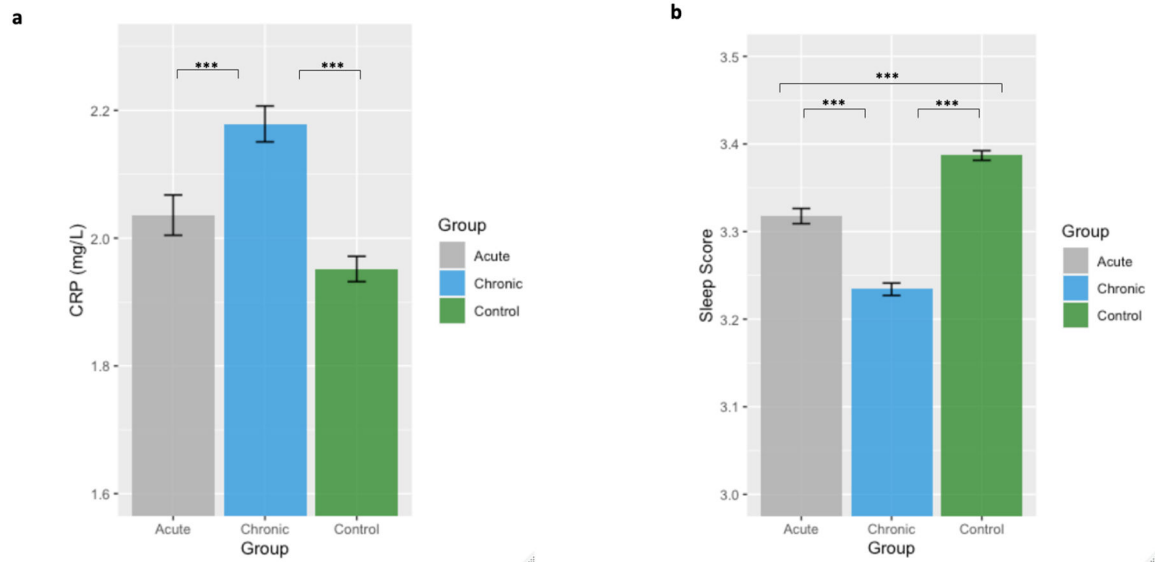 a
***
***
2.2
2.0
1.8
1.6
CRP (mg/L)
Acute
Chronic
Control
Group
Group
Acute
Chronic
Control
b
***
***
***
3.5
3.4
3.3
3.2
3.1
3.0
Sleep Score
Acute
Chronic
Control
Group
Group
Acute
Chronic
Control